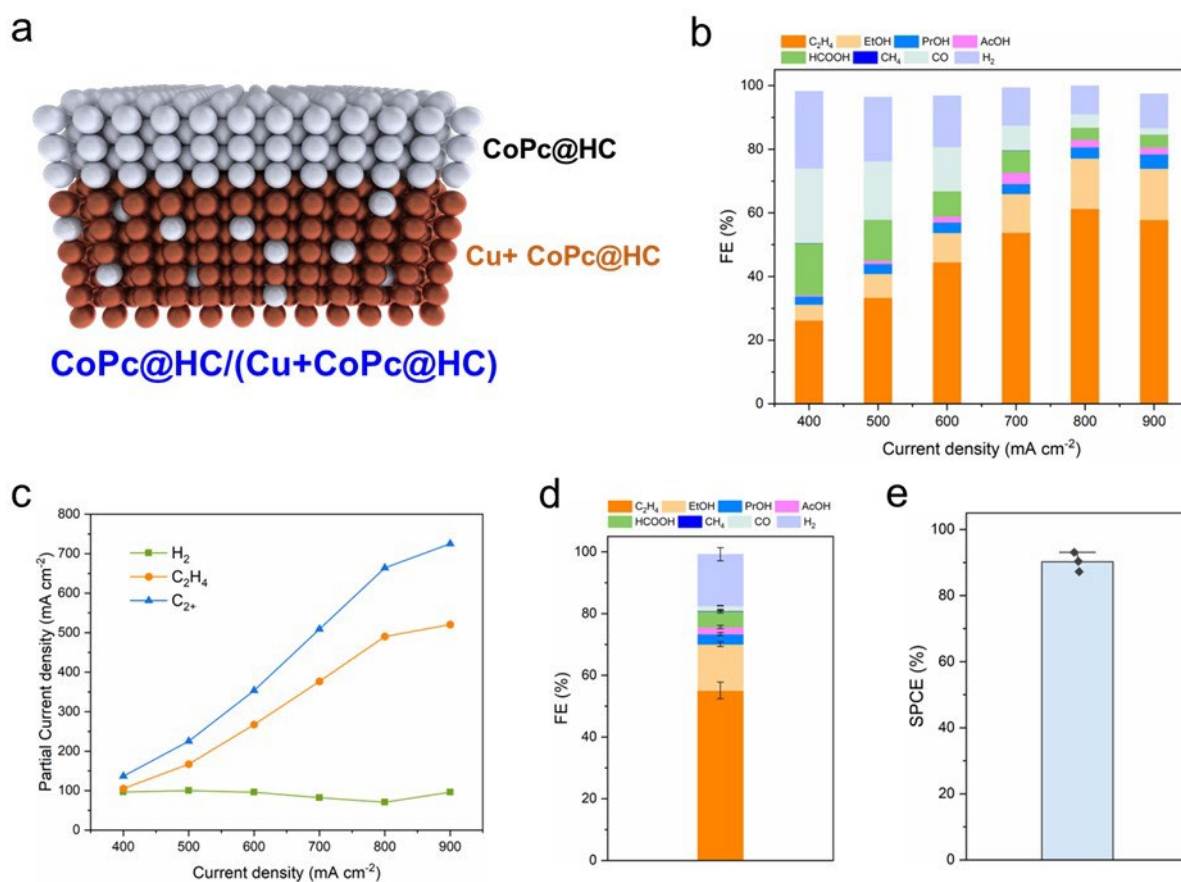 a
CoPc@HC
Cu+ CoPc@HC
CoPc@HC/(Cu+CoPc@HC)
b
C₂H₄ EtOH PrOH AcOH
HCOOH CH₄ CO H₂
100
80
60
40
20
0
FE (%)
400 500 600 700 800 900
Current density (mA cm⁻²)
c
800
700
600
500
400
300
200
100
0
Partial Current density (mA cm⁻²)
H₂
C₂H₄
C₂₊
400 500 600 700 800 900
Current density (mA cm⁻²)
d
C₂H₄ EtOH PrOH AcOH
HCOOH CH₄ CO H₂
100
80
60
40
20
0
FE (%)
e
100
80
60
40
20
0
SPCE (%)